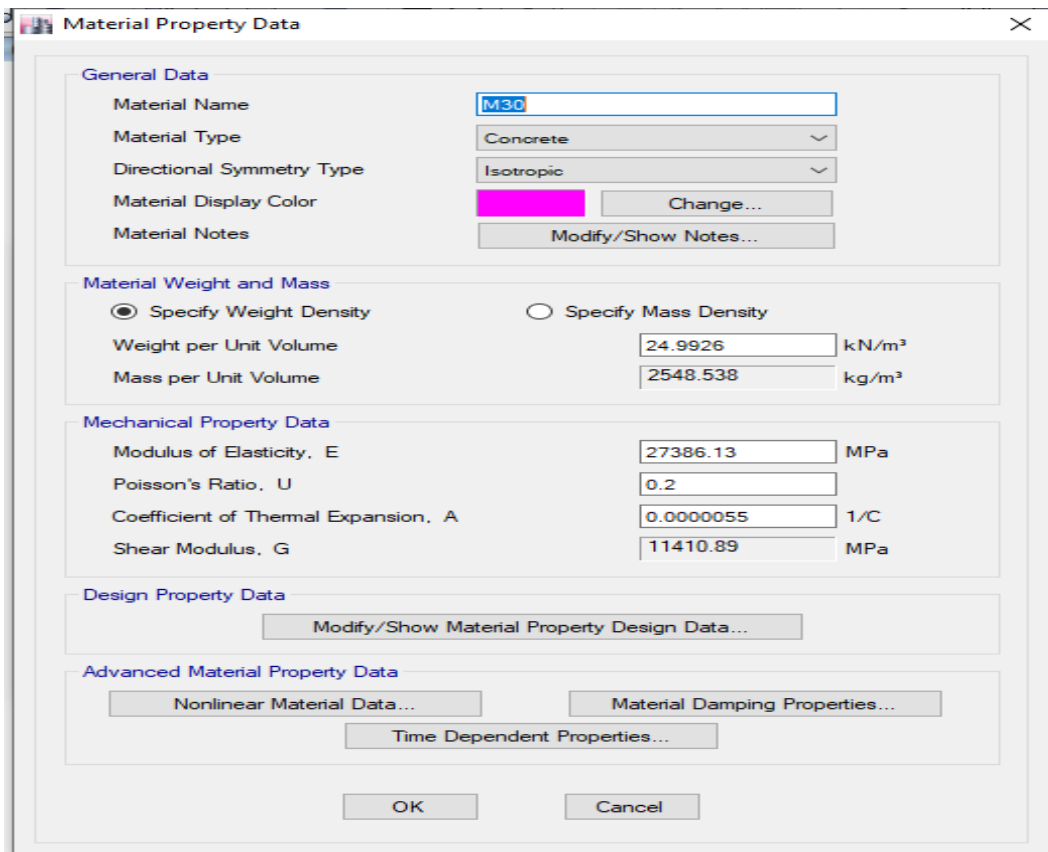 Material Property Data
General Data
Material Name M30
Material Type Concrete
Directional Symmetry Type Isotropic
Material Display Color Change...
Material Notes Modify/Show Notes...
Material Weight and Mass
Specify Weight Density Specify Mass Density
Weight per Unit Volume 24.9926 kN/m³
Mass per Unit Volume 2548.538 kg/m³
Mechanical Property Data
Modulus of Elasticity, E 27386.13 MPa
Poisson's Ratio, U 0.2
Coefficient of Thermal Expansion, A 0.0000055 1/C
Shear Modulus, G 11410.89 MPa
Design Property Data
Modify/Show Material Property Design Data...
Advanced Material Property Data
Nonlinear Material Data... Material Damping Properties...
Time Dependent Properties...
OK Cancel